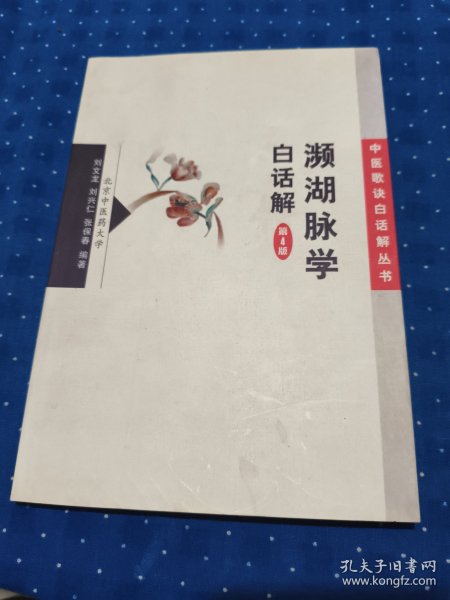 中医歌诀白话解丛书
濒湖脉学
白话解
第4版
北京中医药大学
刘文龙 刘兴仁 张保春 编著
孔夫子旧书网
www.kongfz.com